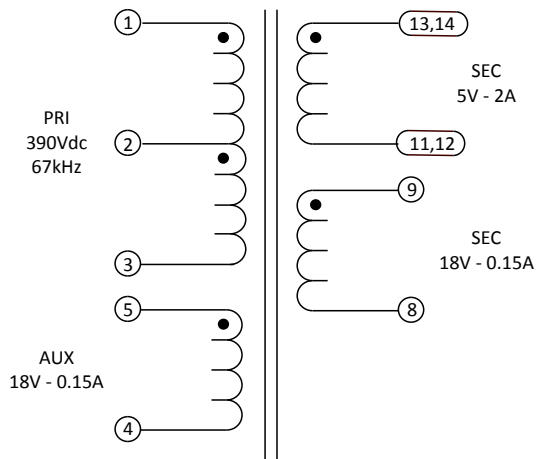 1
13,14
SEC
5V - 2A
PRI
390Vdc
67kHz
2
11,12
9
3
SEC
18V - 0.15A
5
8
AUX
18V - 0.15A
4